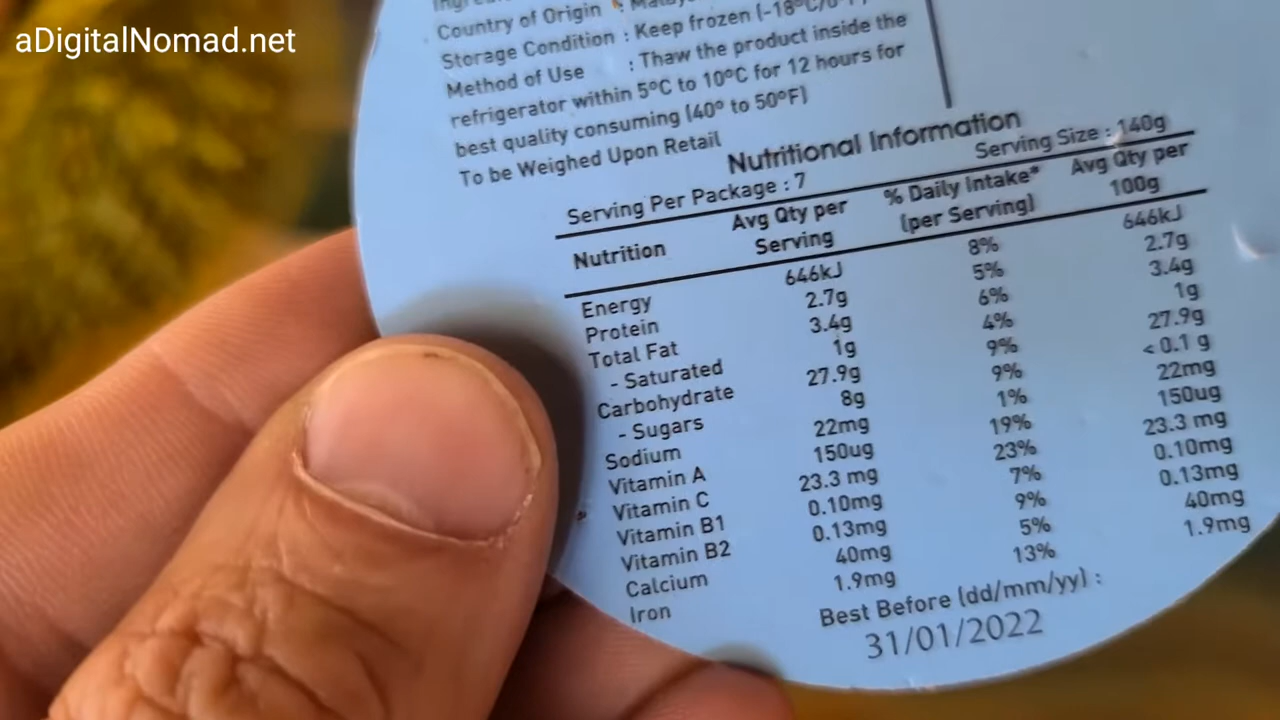 aDigitalNomad.net
Country of Origin :
Storage Condition : Keep frozen (-18°C/0°F)
Method of Use : Thaw the product inside the
refrigerator within 5°C to 10°C for 12 hours for
best quality consuming (40° to 50°F)
To be Weighed Upon Retail
Nutritional Information
Serving Per Package : 7 Serving Size : 140g
Nutrition Avg Qty per Serving % Daily Intake* (per Serving) Avg Qty per 100g
Energy 646kJ 8% 646kJ
Protein 2.7g 5% 2.7g
Total Fat 3.4g 6% 3.4g
- Saturated 1g 4% 1g
Carbohydrate 27.9g 9% 27.9g
- Sugars 8g 9% < 0.1 g
Sodium 22mg 1% 22mg
Vitamin A 150ug 19% 150ug
Vitamin C 23.3 mg 23% 23.3 mg
Vitamin B1 0.10mg 7% 0.10mg
Vitamin B2 0.13mg 9% 0.13mg
Calcium 40mg 5% 40mg
Iron 1.9mg 13% 1.9mg
Best Before (dd/mm/yy) :
31/01/2022